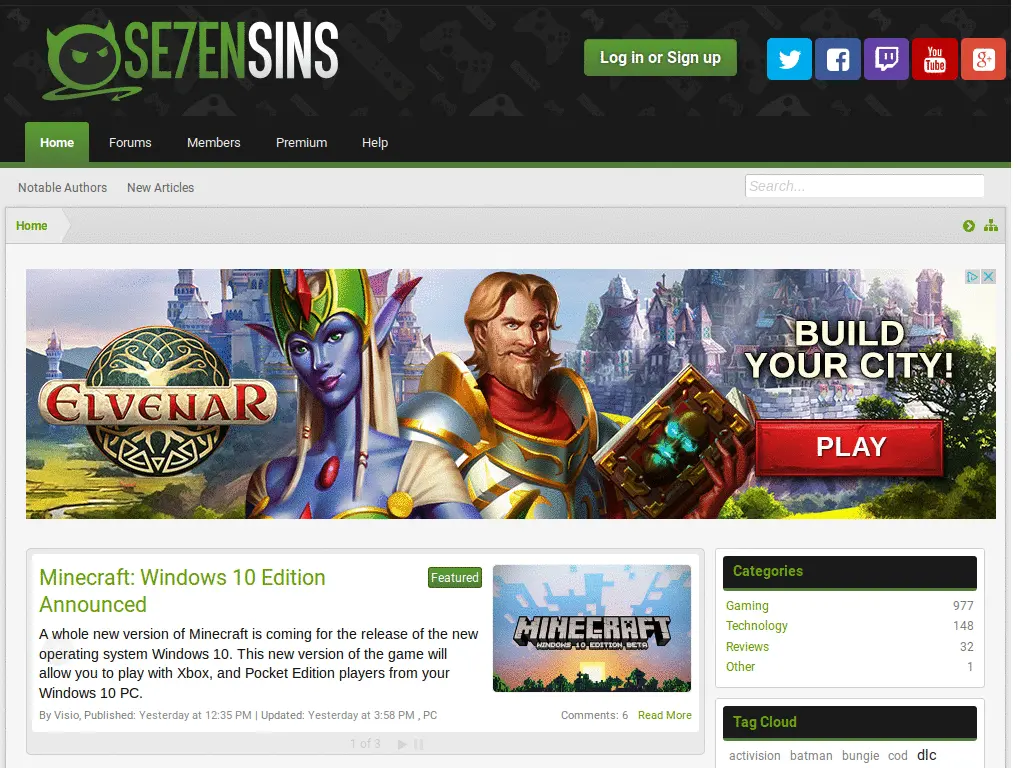 SE7ENSINS
Log in or Sign up
You
Tube
g+
Home Forums Members Premium Help
Notable Authors New Articles
Search...
Home
ELVENAR
BUILD
YOUR CITY!
PLAY
Minecraft: Windows 10 Edition
Announced
Featured
A whole new version of Minecraft is coming for the release of the new
operating system Windows 10. This new version of the game will
allow you to play with Xbox, and Pocket Edition players from your
Windows 10 PC.
MINECRAFT
WINDOWS 10 EDITION BETA
By Visio, Published: Yesterday at 12:35 PM | Updated: Yesterday at 3:58 PM , PC
Comments: 6 Read More
1 of 3
Categories
Gaming 977
Technology 148
Reviews 32
Other 1
Tag Cloud
activision batman bungie cod dlc